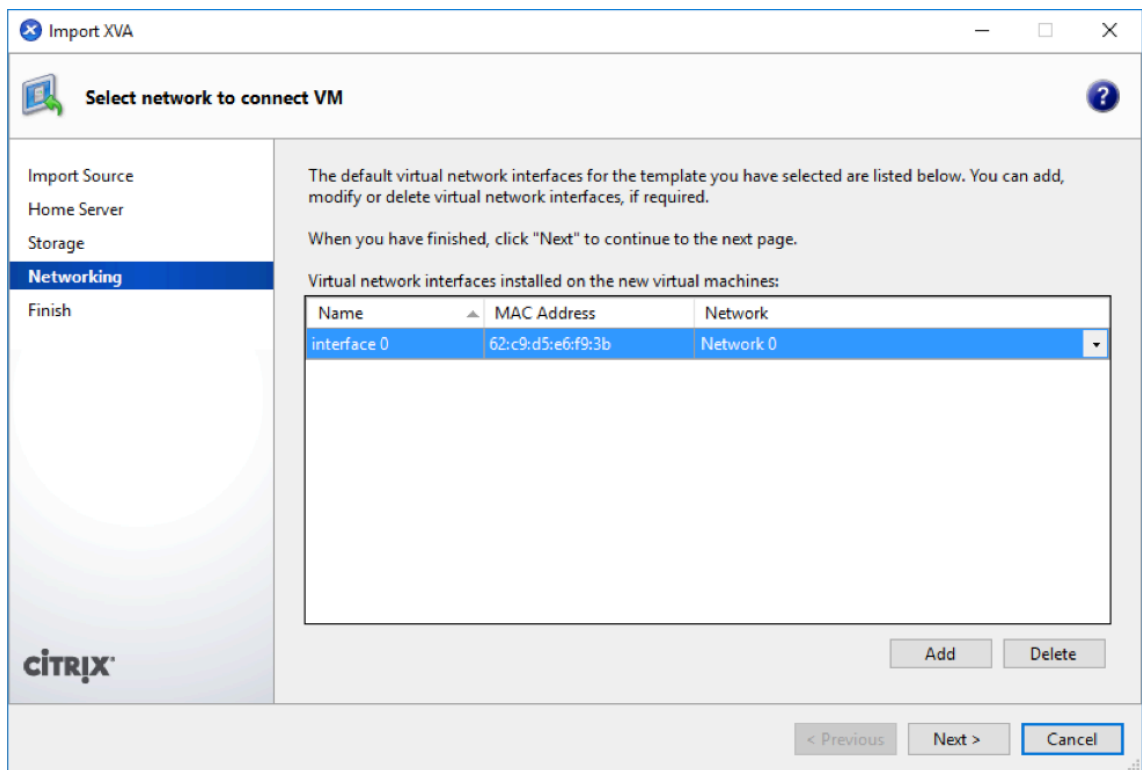 Import XVA
Select network to connect VM
?
Import Source
Home Server
Storage
Networking
Finish
The default virtual network interfaces for the template you have selected are listed below. You can add,
modify or delete virtual network interfaces, if required.
When you have finished, click "Next" to continue to the next page.
Virtual network interfaces installed on the new virtual machines:
Name MAC Address Network
interface 0 62:c9:d5:e6:f9:3b Network 0
Add Delete
CİTRIX
< Previous Next > Cancel